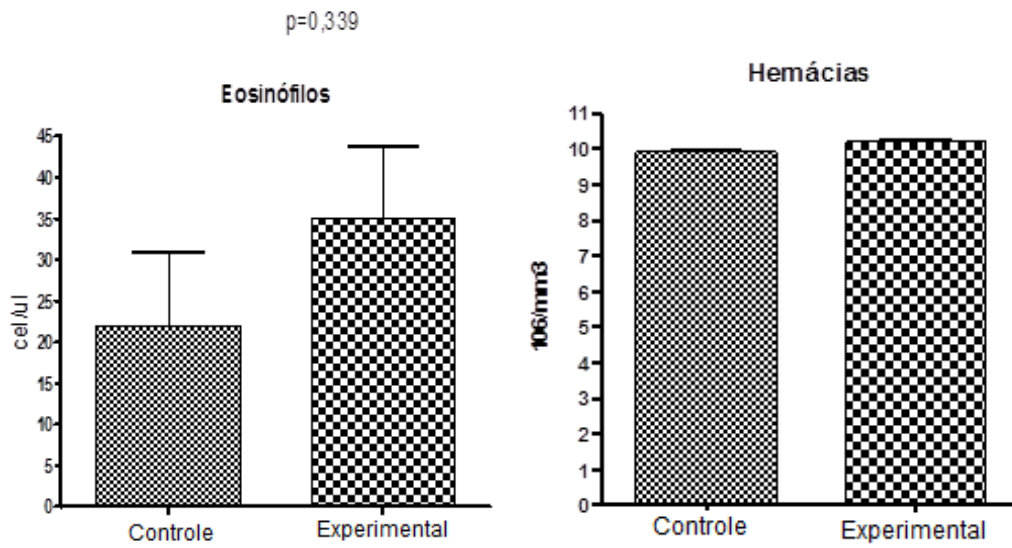 p=0,339
Eosinófilos
45
40
35
30
25
20
15
10
5
0
cel/ul
Controle
Experimental
Hemácias
11
10
9
8
7
6
5
4
3
2
1
0
106/mm3
Controle
Experimental